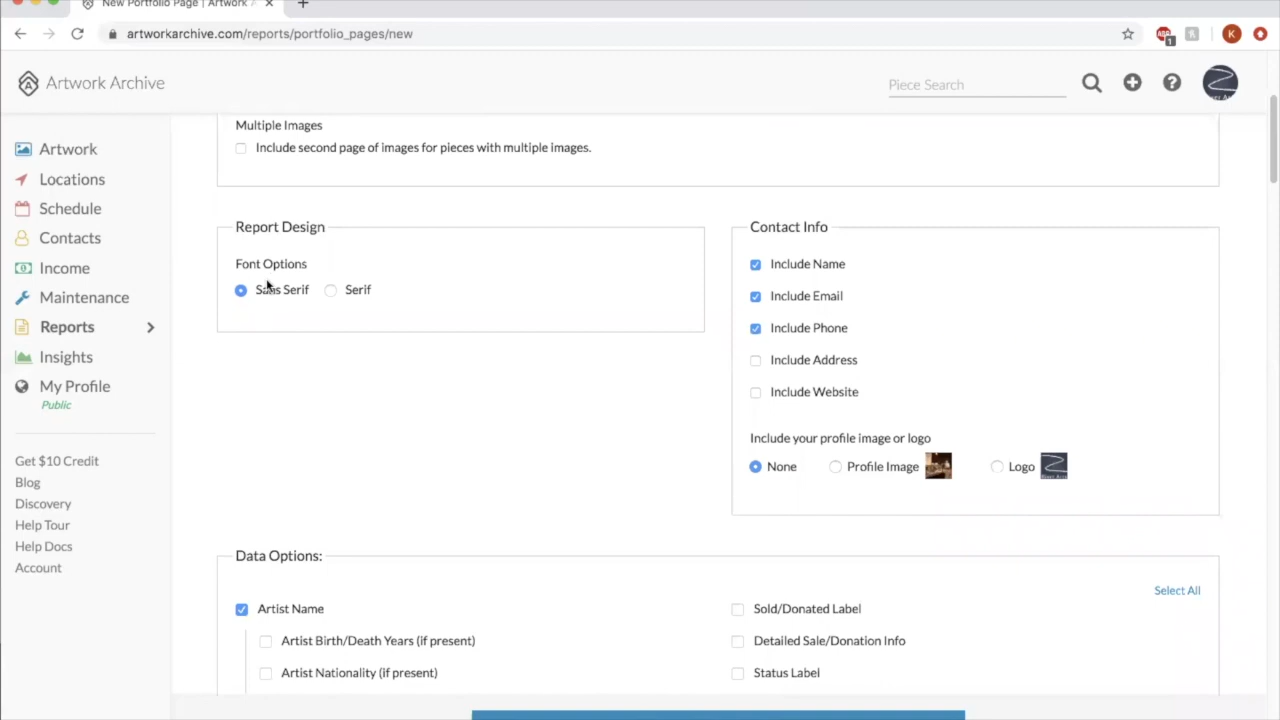 New Portfolio Page | Artwork A
artworkarchive.com/reports/portfolio_pages/new
1
K
Artwork Archive
Piece Search
Artwork
Locations
Schedule
Contacts
Income
Maintenance
Reports
Insights
My Profile
Public
Get $10 Credit
Blog
Discovery
Help Tour
Help Docs
Account
Multiple Images
Include second page of images for pieces with multiple images.
Report Design
Font Options
Sans Serif
Serif
Contact Info
Include Name
Include Email
Include Phone
Include Address
Include Website
Include your profile image or logo
None
Profile Image
Logo
Data Options:
Select All
Artist Name
Artist Birth/Death Years (if present)
Artist Nationality (if present)
Sold/Donated Label
Detailed Sale/Donation Info
Status Label